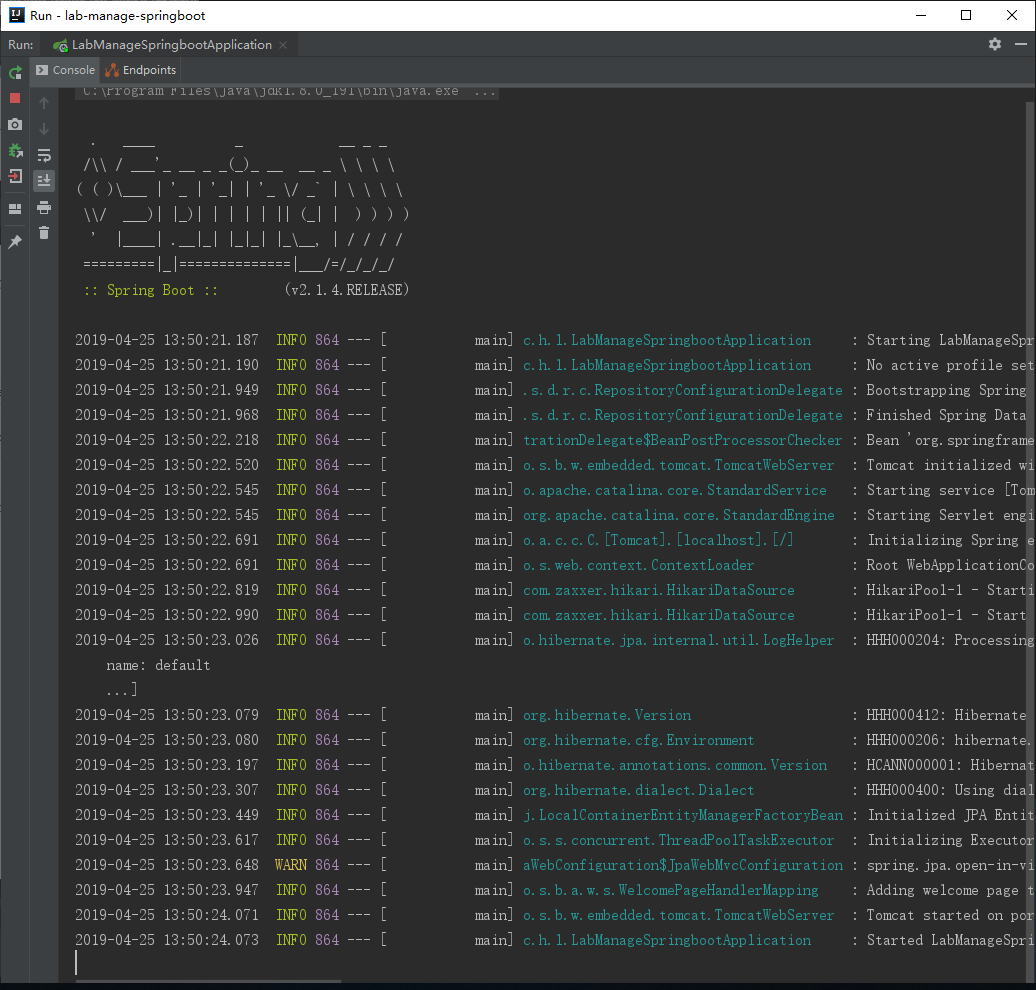 Run - lab-manage-springboot
Run: LabManageSpringbootApplication
Console Endpoints
C:\Program Files\java\jdk1.8.0_191\bin\java.exe ...
  .   ____          _            __ _ _
 /\\ / ___'_ __ _ _(_)_ __  __ _ \ \ \ \
( ( )\___ | '_ | '_| | '_ \/ _` | \ \ \ \
 \\/  ___)| |_)| | | | | || (_| |  ) ) ) )
  '  |____| .__|_| |_|_| |_\__, | / / / /
 =========|_|==============|___/=/_/_/_/
 :: Spring Boot ::        (v2.1.4.RELEASE)
2019-04-25 13:50:21.187  INFO 864 --- [           main] c.h.l.LabManageSpringbootApplication     : Starting LabManageSpr
2019-04-25 13:50:21.190  INFO 864 --- [           main] c.h.l.LabManageSpringbootApplication     : No active profile set
2019-04-25 13:50:21.949  INFO 864 --- [           main] .s.d.r.c.RepositoryConfigurationDelegate : Bootstrapping Spring
2019-04-25 13:50:21.968  INFO 864 --- [           main] .s.d.r.c.RepositoryConfigurationDelegate : Finished Spring Data
2019-04-25 13:50:22.218  INFO 864 --- [           main] trationDelegate$BeanPostProcessorChecker : Bean 'org.springframe
2019-04-25 13:50:22.520  INFO 864 --- [           main] o.s.b.w.embedded.tomcat.TomcatWebServer  : Tomcat initialized wi
2019-04-25 13:50:22.545  INFO 864 --- [           main] o.apache.catalina.core.StandardService   : Starting service [Tom
2019-04-25 13:50:22.545  INFO 864 --- [           main] org.apache.catalina.core.StandardEngine  : Starting Servlet engi
2019-04-25 13:50:22.691  INFO 864 --- [           main] o.a.c.c.C.[Tomcat].[localhost].[/]       : Initializing Spring e
2019-04-25 13:50:22.691  INFO 864 --- [           main] o.s.web.context.ContextLoader            : Root WebApplicationCo
2019-04-25 13:50:22.819  INFO 864 --- [           main] com.zaxxer.hikari.HikariDataSource       : HikariPool-1 - Starti
2019-04-25 13:50:22.990  INFO 864 --- [           main] com.zaxxer.hikari.HikariDataSource       : HikariPool-1 - Start
2019-04-25 13:50:23.026  INFO 864 --- [           main] o.hibernate.jpa.internal.util.LogHelper  : HHH000204: Processing
    name: default
    ...]
2019-04-25 13:50:23.079  INFO 864 --- [           main] org.hibernate.Version                    : HHH000412: Hibernate
2019-04-25 13:50:23.080  INFO 864 --- [           main] org.hibernate.cfg.Environment            : HHH000206: hibernate.
2019-04-25 13:50:23.197  INFO 864 --- [           main] o.hibernate.annotations.common.Version   : HCANN000001: Hibernat
2019-04-25 13:50:23.307  INFO 864 --- [           main] org.hibernate.dialect.Dialect            : HHH000400: Using dial
2019-04-25 13:50:23.449  INFO 864 --- [           main] j.LocalContainerEntityManagerFactoryBean : Initialized JPA Entit
2019-04-25 13:50:23.617  INFO 864 --- [           main] o.s.s.concurrent.ThreadPoolTaskExecutor  : Initializing Executor
2019-04-25 13:50:23.648  WARN 864 --- [           main] aWebConfiguration$JpaWebMvcConfiguration : spring.jpa.open-in-vi
2019-04-25 13:50:23.947  INFO 864 --- [           main] o.s.b.a.w.s.WelcomePageHandlerMapping    : Adding welcome page t
2019-04-25 13:50:24.071  INFO 864 --- [           main] o.s.b.w.embedded.tomcat.TomcatWebServer  : Tomcat started on por
2019-04-25 13:50:24.073  INFO 864 --- [           main] c.h.l.LabManageSpringbootApplication     : Started LabManageSpri